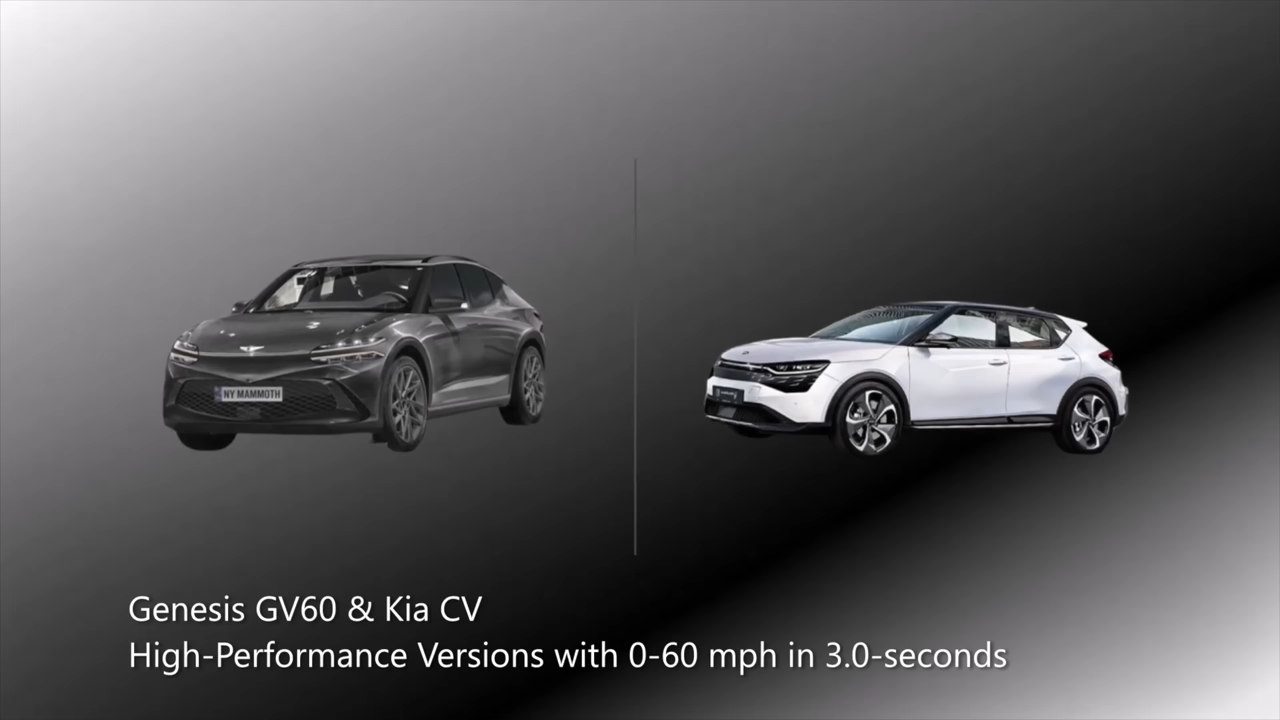 NY MAMMOTH
Genesis GV60 & Kia CV
High-Performance Versions with 0-60 mph in 3.0-seconds